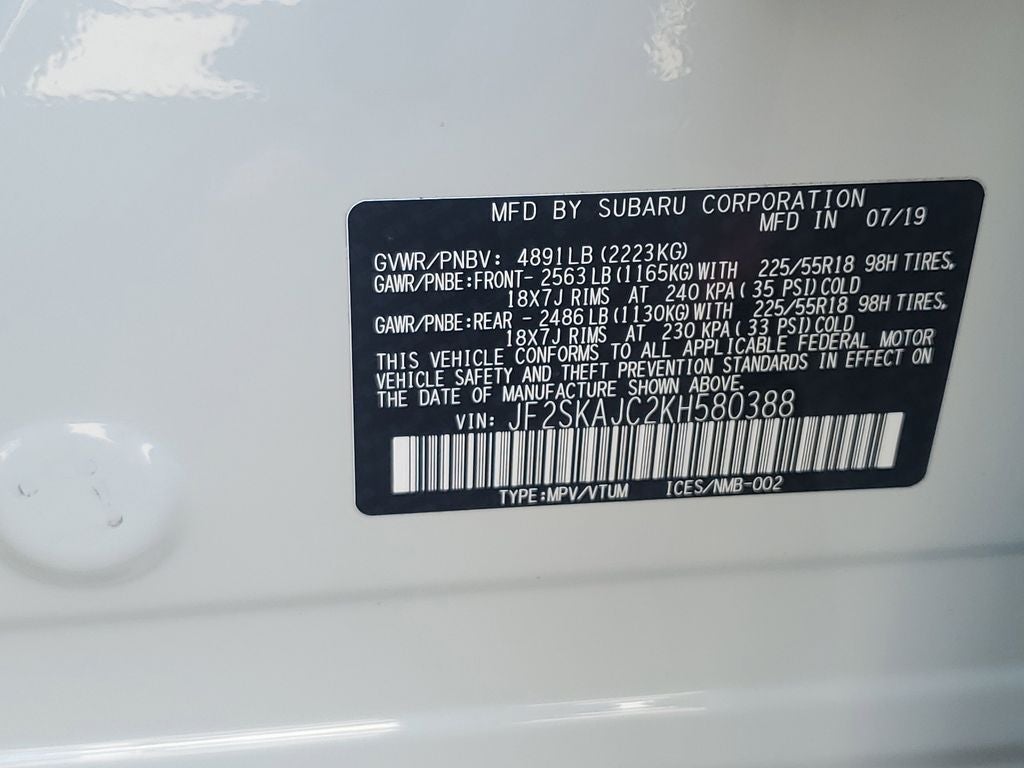 MFD BY SUBARU CORPORATION
MFD IN 07/19
GVWR/PNBV: 4891LB(2223KG)
GAWR/PNBE:FRONT- 2563LB(1165KG)WITH 225/55R18 98H TIRES,
18X7J RIMS AT 240 KPA( 35 PSI)COLD
GAWR/PNBE:REAR - 2486LB(1130KG)WITH 225/55R18 98H TIRES,
18X7J RIMS AT 230 KPA( 33 PSI)COLD
THIS VEHICLE CONFORMS TO ALL APPLICABLE FEDERAL MOTOR
VEHICLE SAFETY AND THEFT PREVENTION STANDARDS IN EFFECT ON
THE DATE OF MANUFACTURE SHOWN ABOVE.
VIN: JF2SKAJC2KH580388
TYPE:MPV/VTUM ICES/NMB-002